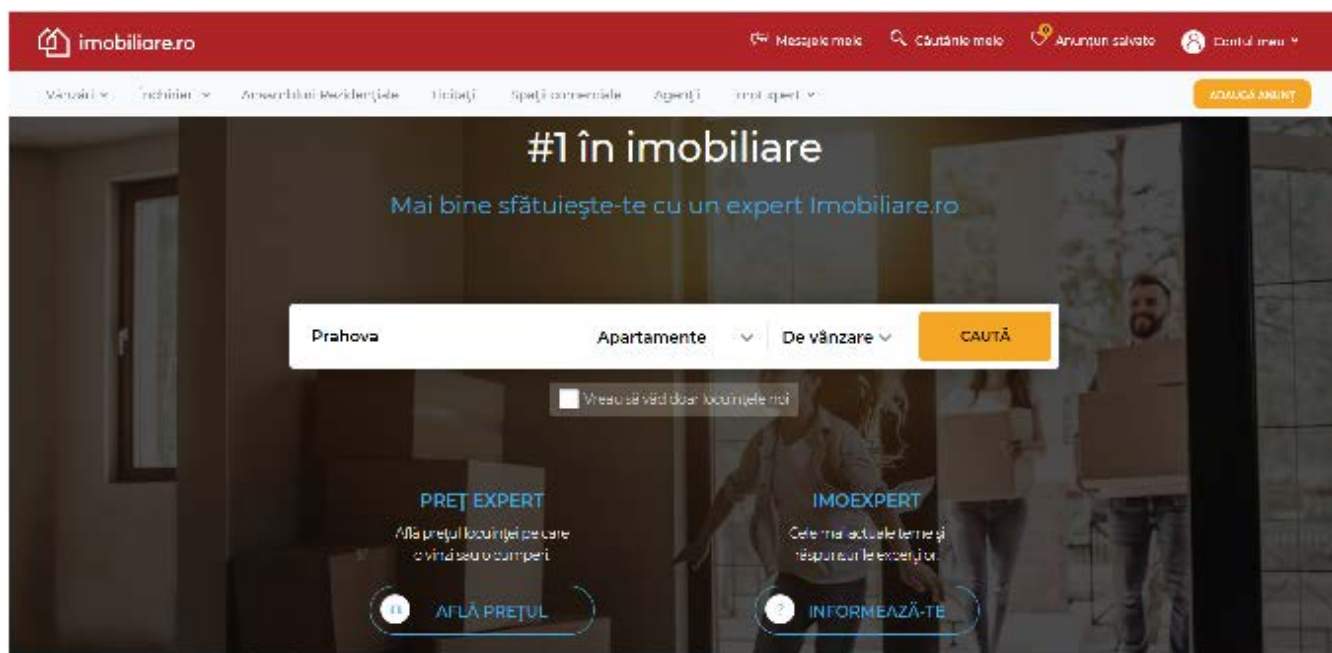 imobiliare.ro
Mesajele mele
Căutările mele
0
Anunțuri salvate
Contul meu
Vânzări
Închirieri
Ansambluri Rezidențiale
Licitați
Spații comerciale
Agenții
ADAUGĂ ANUNȚ
#1 în imobiliare
Mai bine sfătuiește-te cu un expert Imobiliare.ro
Prahova
Apartamente
De vânzare
CAUTĂ
Vreau să văd doar locuințele noi
PREȚ EXPERT
Află prețul locuinței pe care
o vinzi sau o cumperi.
AFLĂ PREȚUL
IMOEXPERT
Cele mai actuale teme și
răspunsurile experților.
?
INFORMEAZĂ-TE